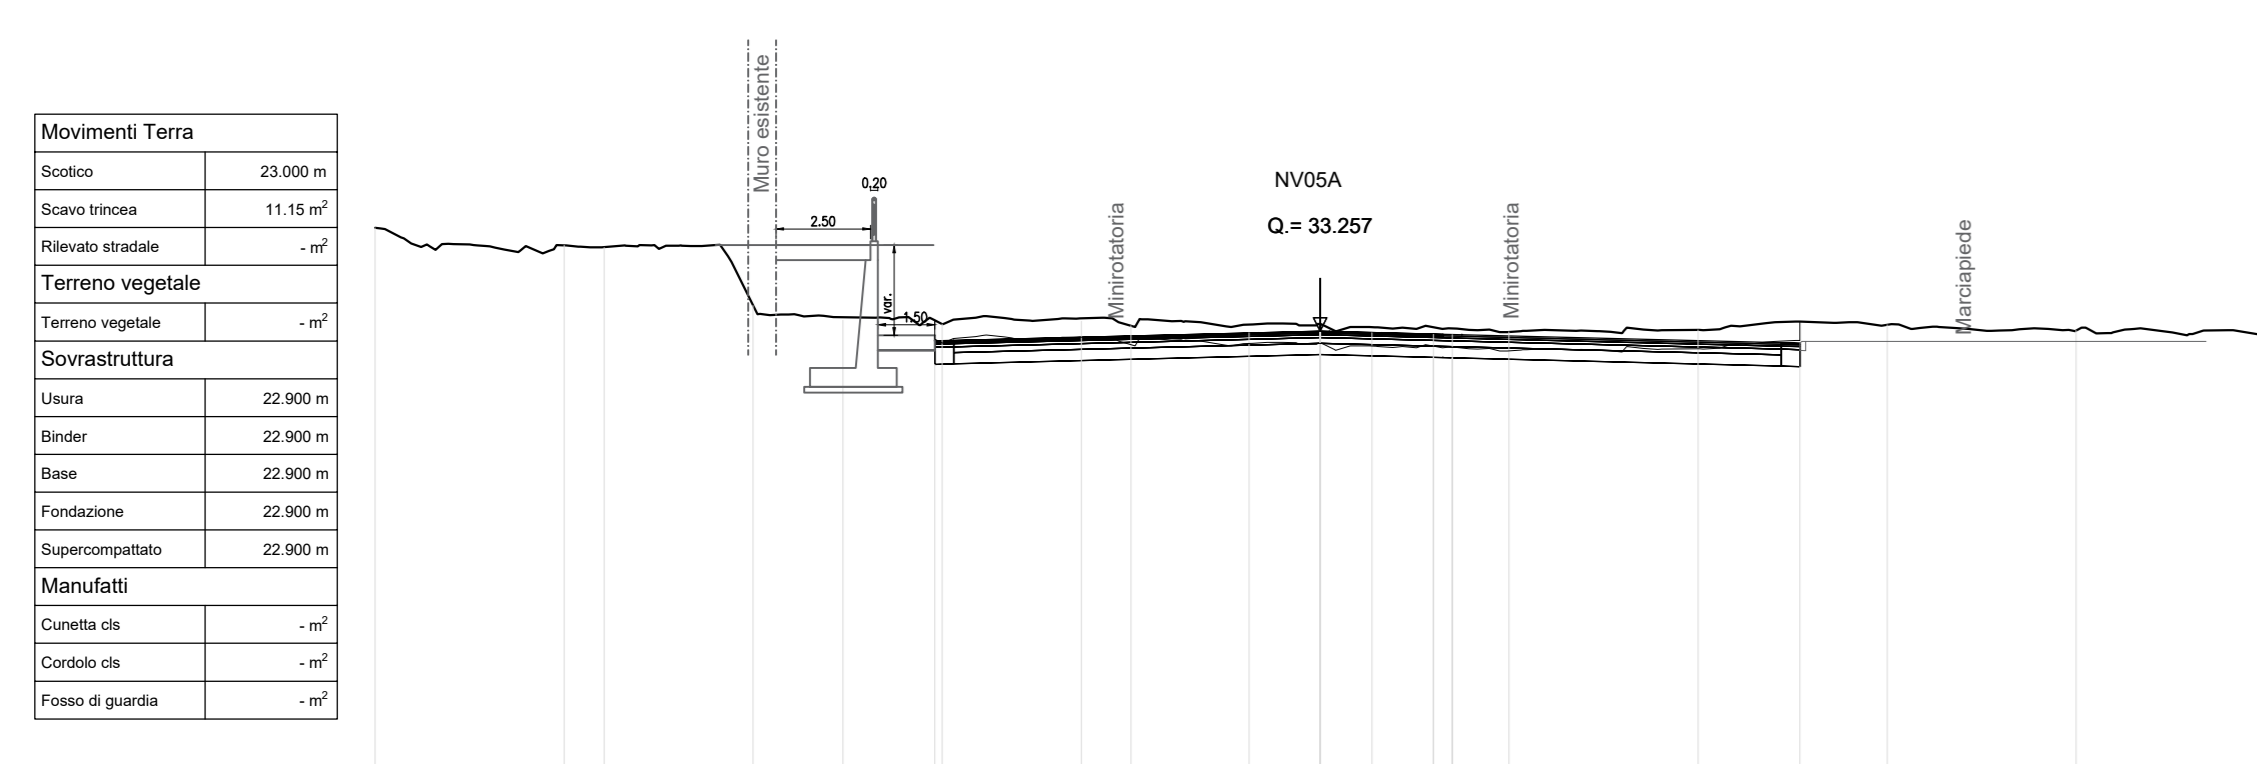 Movimenti Terra
Scotico 23.000 m
Scavo trincea 11.15 m²
Rilevato stradale - m²
Terreno vegetale
Terreno vegetale - m²
Sovrastruttura
Usura 22.900 m
Binder 22.900 m
Base 22.900 m
Fondazione 22.900 m
Supercompattato 22.900 m
Manufatti
Cunetta cls - m²
Cordolo cls - m²
Fosso di guardia - m²
Muro esistente
0.20
2.50
var.
1.50
Minirotatoria
NV05A
Q.= 33.257
Minirotatoria
Marciapiede